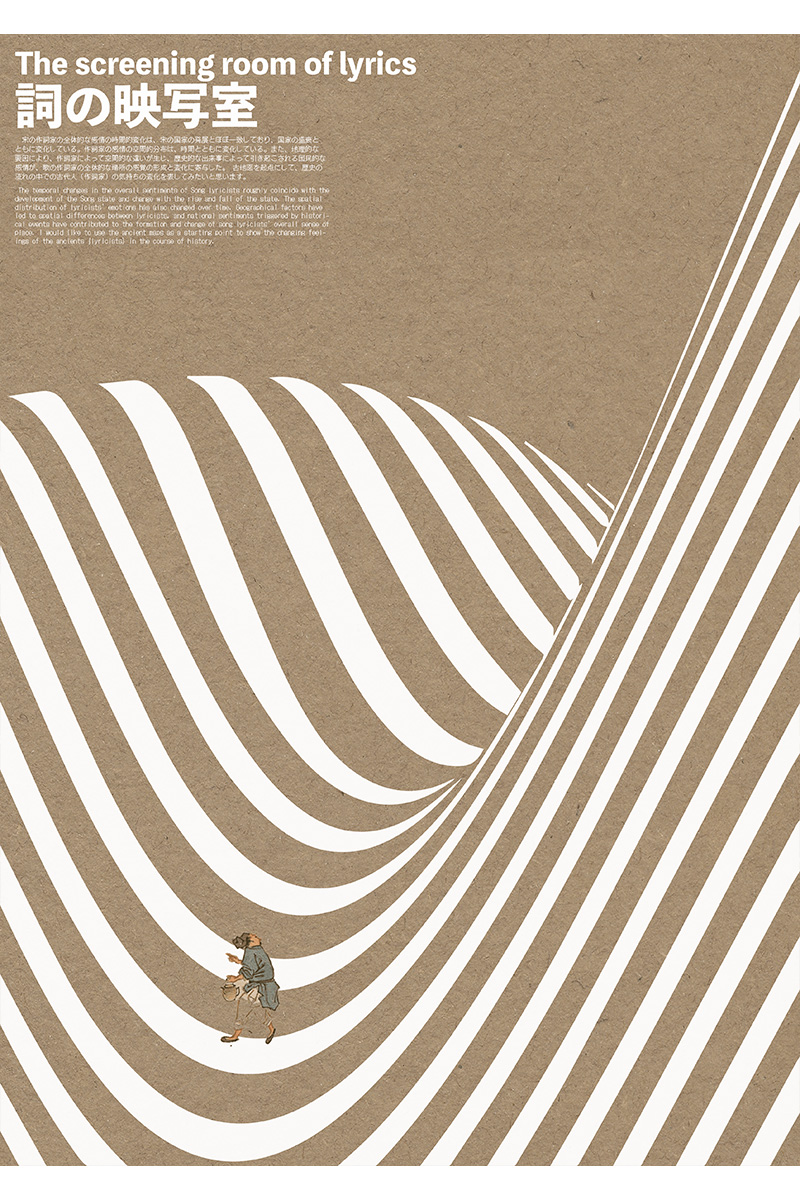 The screening room of lyrics
詞の映写室
宋の作詞家の全体的な感情の時間的変化は、宋の国家の発展とほぼ一致しており、国家の盛衰と
ともに変化している。作詞家の感情の空間的分布は、時間とともに変化している。また、地理的な
要因により、作詞家によって空間的な違いが生じ、歴史的な出来事によって引き起こされる国民的な
感情が、歌の作詞家の全体的な場所の感覚の形成と変化に寄与した。 古地図を起点にして、歴史の
流れの中での古代人（作詞家）の気持ちの変化を表してみたいと思います。
The temporal changes in the overall sentiments of Song lyricists roughly coincide with the
development of the Song state and change with the rise and fall of the state. The spatial
distribution of lyricists' emotions has also changed over time. Geographical factors have
led to spatial differences between lyricists, and national sentiments triggered by histori-
cal events have contributed to the formation and change of song lyricists' overall sense of
place. I would like to use the ancient maps as a starting point to show the changing feel-
ings of the ancients (lyricists) in the course of history.